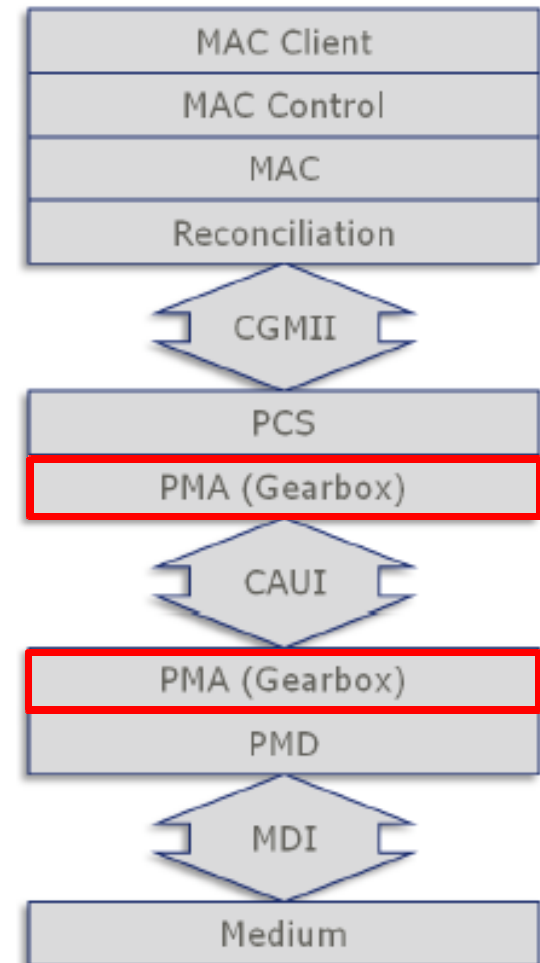 MAC Client
MAC Control
MAC
Reconciliation
CGMII
PCS
PMA (Gearbox)
CAUI
PMA (Gearbox)
PMD
MDI
Medium